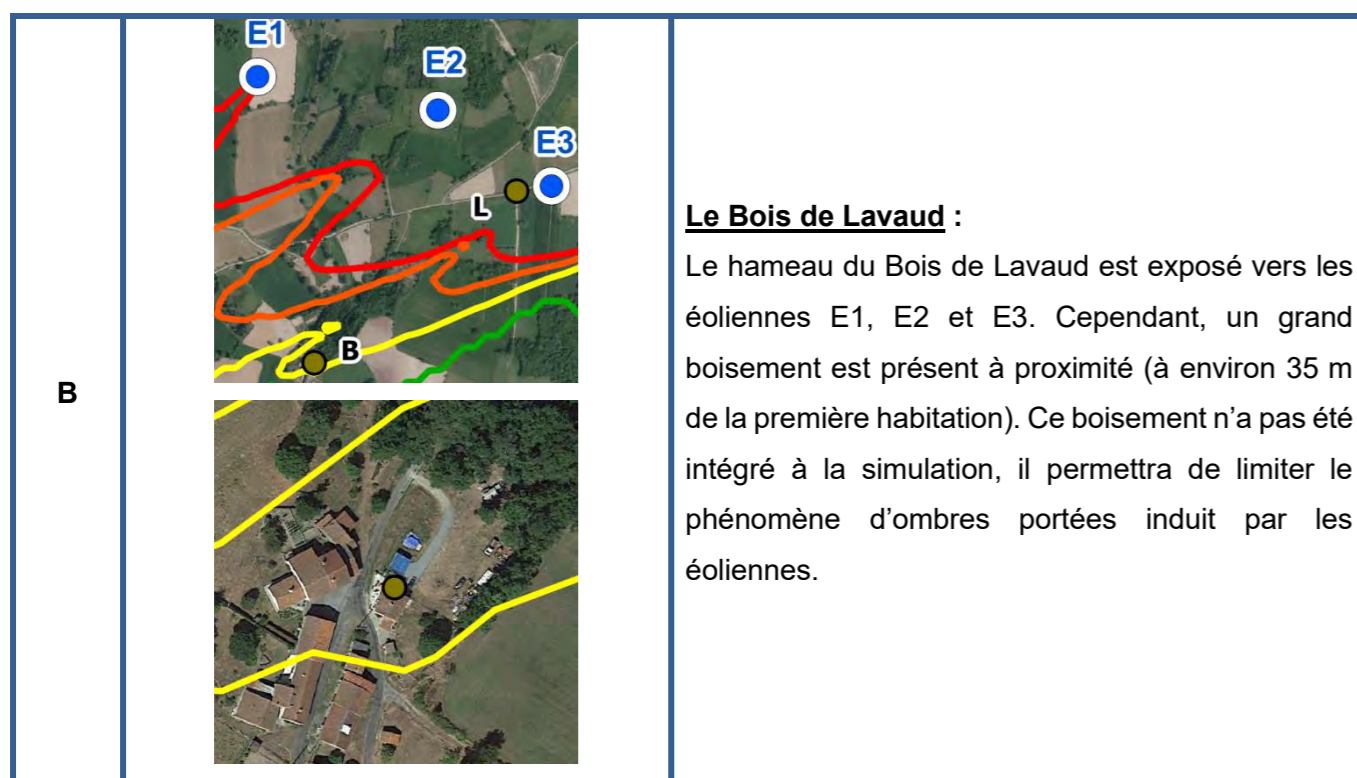 B
E1
E2
E3
L
B
Le Bois de Lavaud :
Le hameau du Bois de Lavaud est exposé vers les
éoliennes E1, E2 et E3. Cependant, un grand
boisement est présent à proximité (à environ 35 m
de la première habitation). Ce boisement n’a pas été
intégré à la simulation, il permettra de limiter le
phénomène d’ombres portées induit par les
éoliennes.